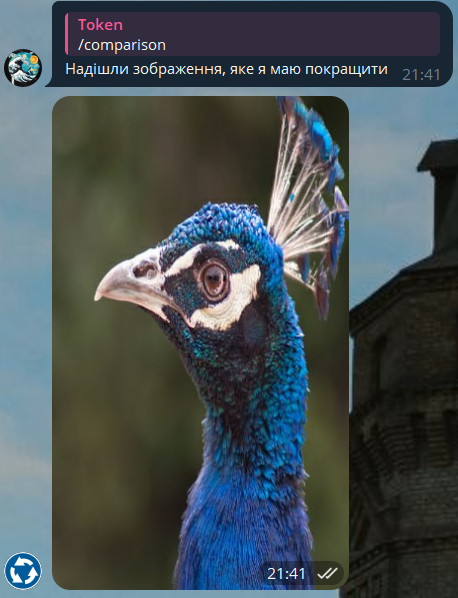 Token
/comparison
Надішли зображення, яке я маю покращити
21:41
21:41